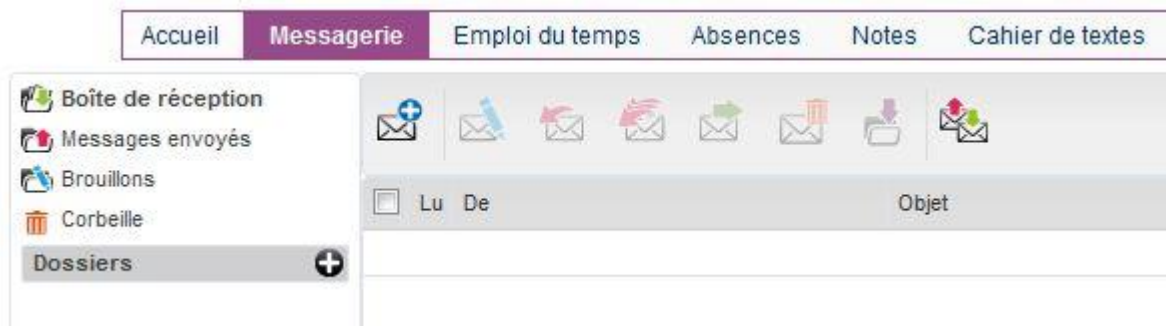 Accueil Messagerie Emploi du temps Absences Notes Cahier de textes
Boîte de réception
Messages envoyés
Brouillons
Corbeille
Dossiers
Lu De Objet